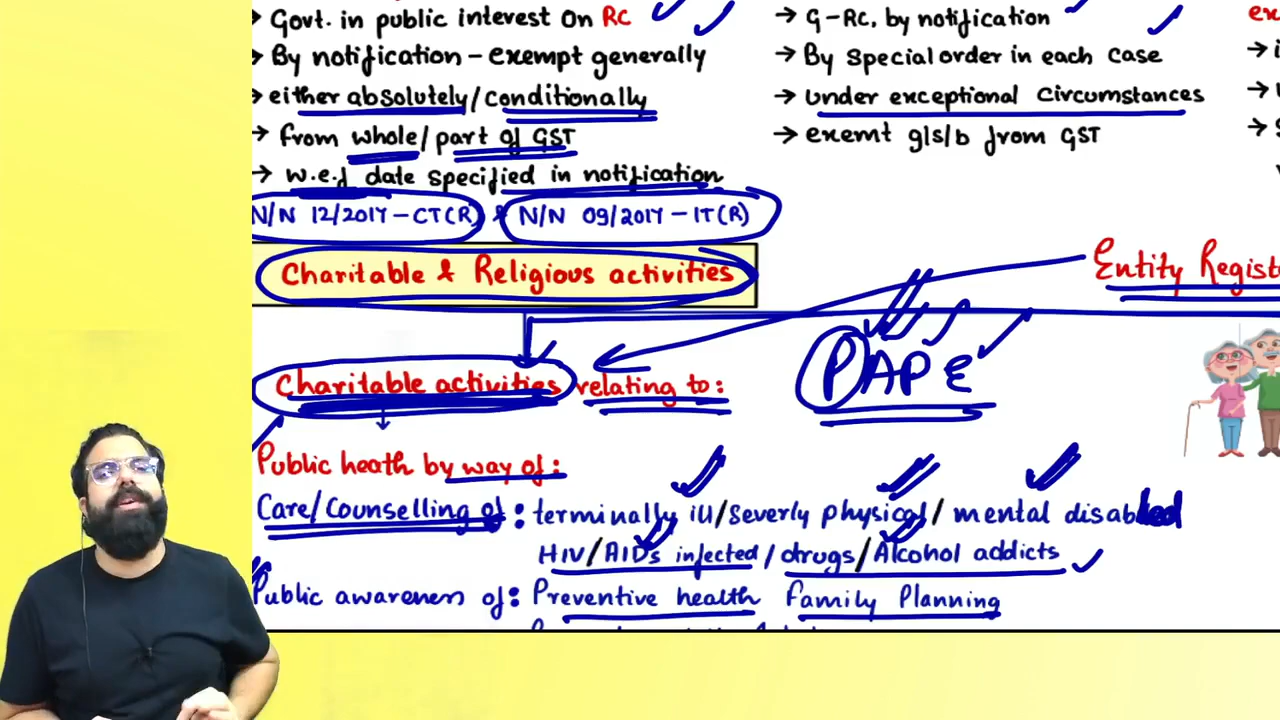 Govt. in public interest On RC
→ By notification - exempt generally
→ either absolutely/conditionally
→ from whole/part of GST
→ w.e.f date specified in notification
N/N 12/2017-CT(R) & N/N 09/2017-IT(R)
→ G-RC, by notification
→ By special order in each case
→ under exceptional circumstances
→ exemt g/s/b from GST
Charitable & Religious activities
Charitable activities relating to:
PAPE
Public heath by way of:
Care/Counselling of: terminally ill/severly physical/mental disabled
HIV/AIDs infected/drugs/Alcohol addicts
Public awareness of: Preventive health Family Planning
Entity